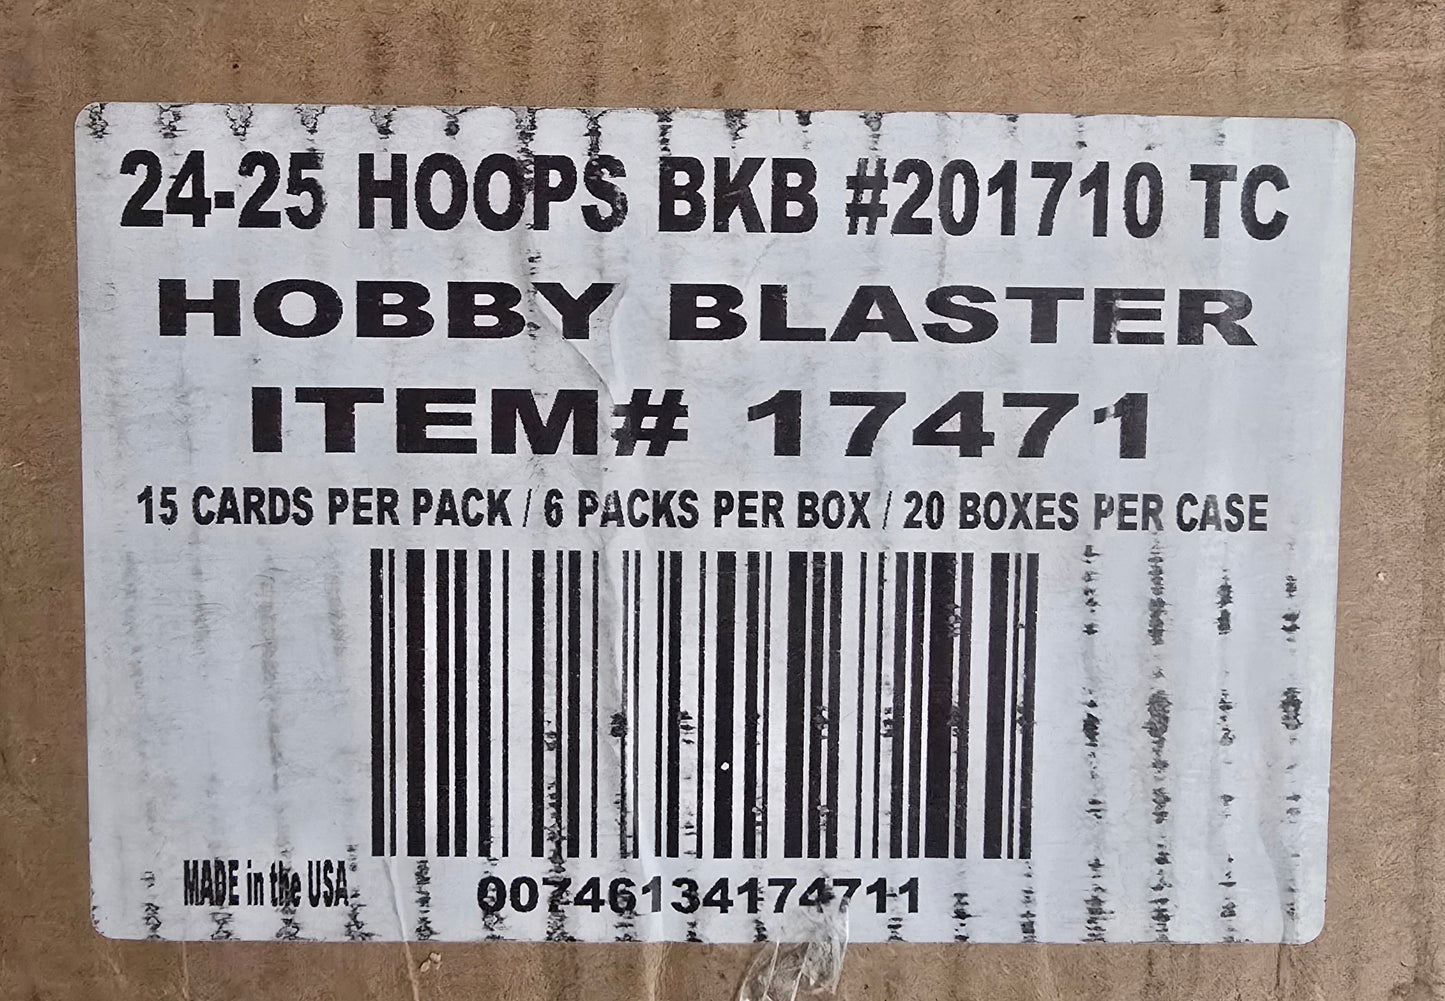 24-25 HOOPS BKB #201710 TC
HOBBY BLASTER
ITEM# 17471
15 CARDS PER PACK / 6 PACKS PER BOX / 20 BOXES PER CASE
MADE in the USA
00746134174711